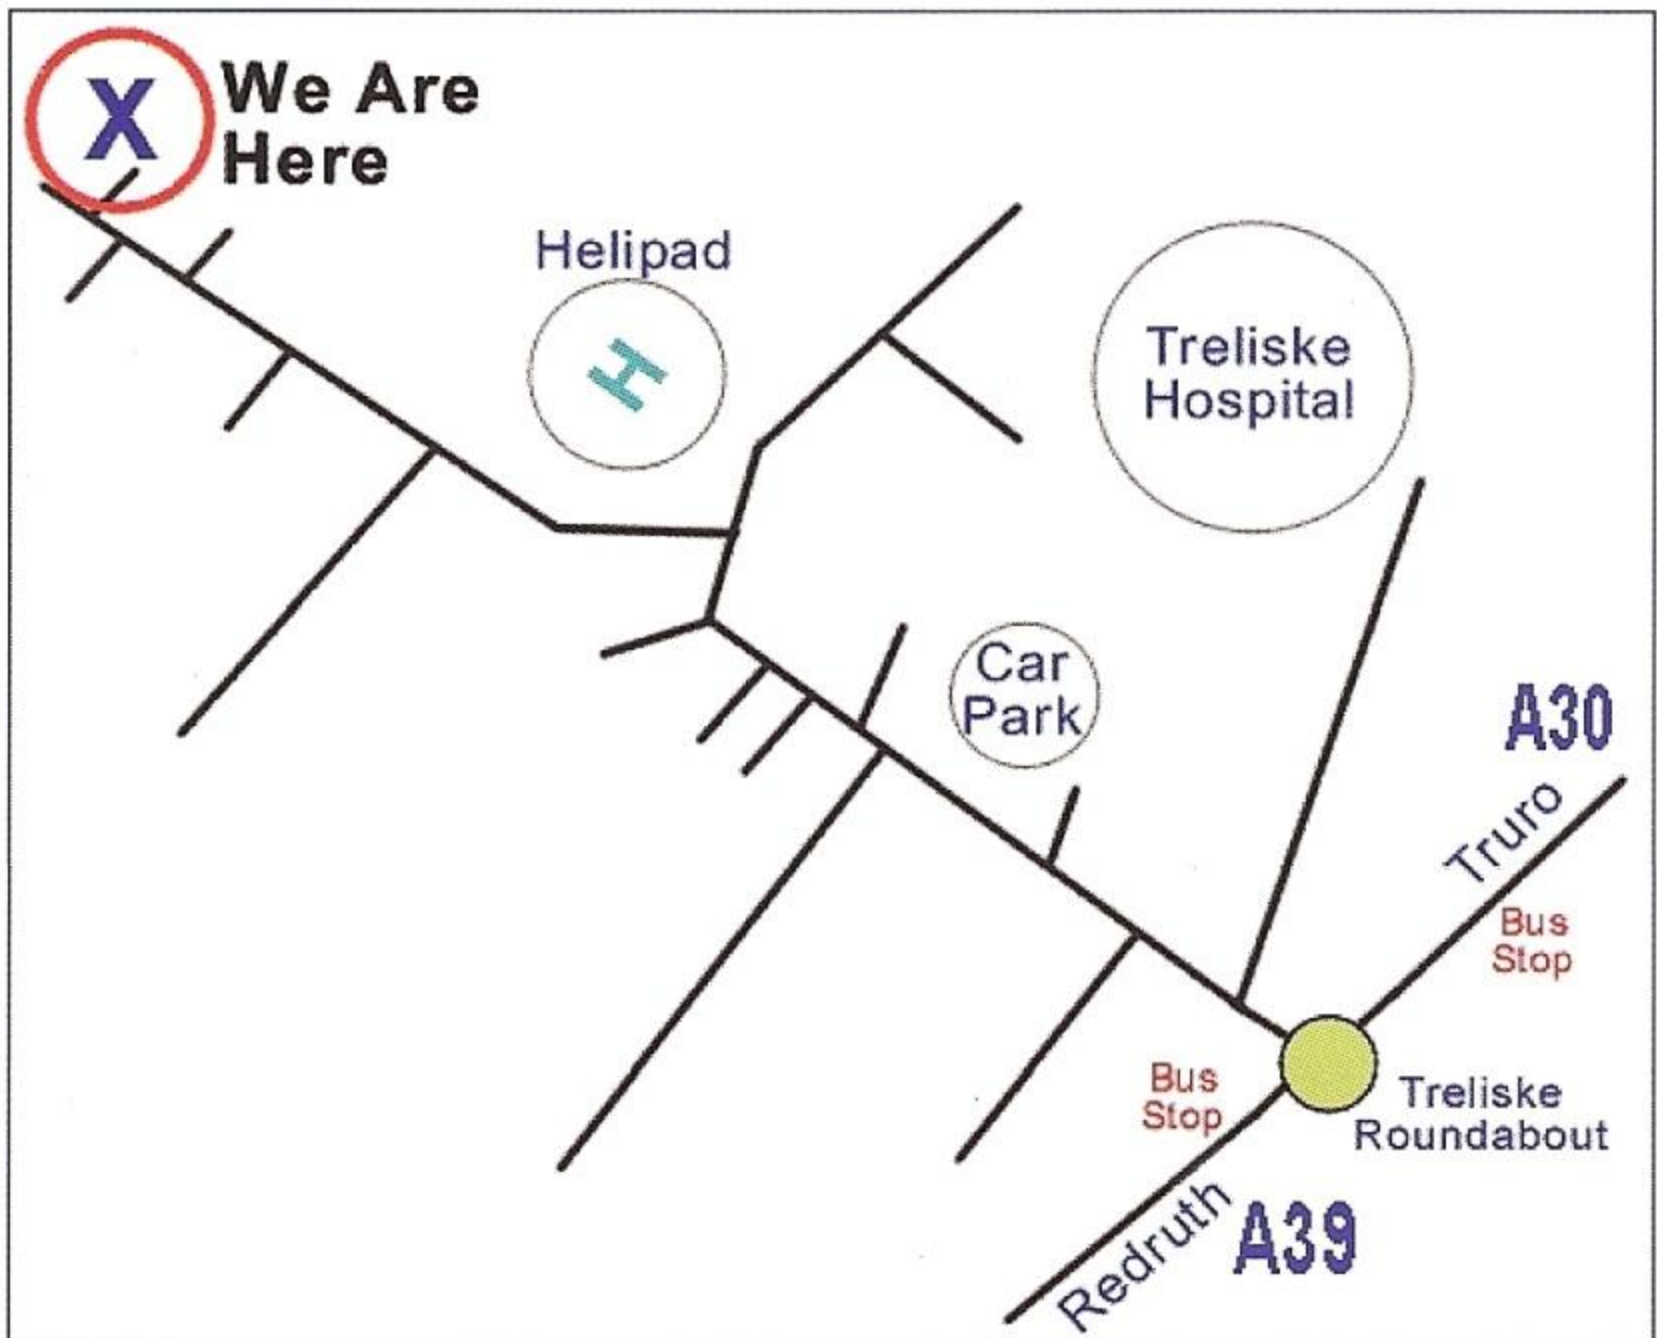 X
We Are
Here
Helipad
H
Treliske
Hospital
Car
Park
A30
Truro
Bus
Stop
Bus
Stop
Treliske
Roundabout
Redruth
A39